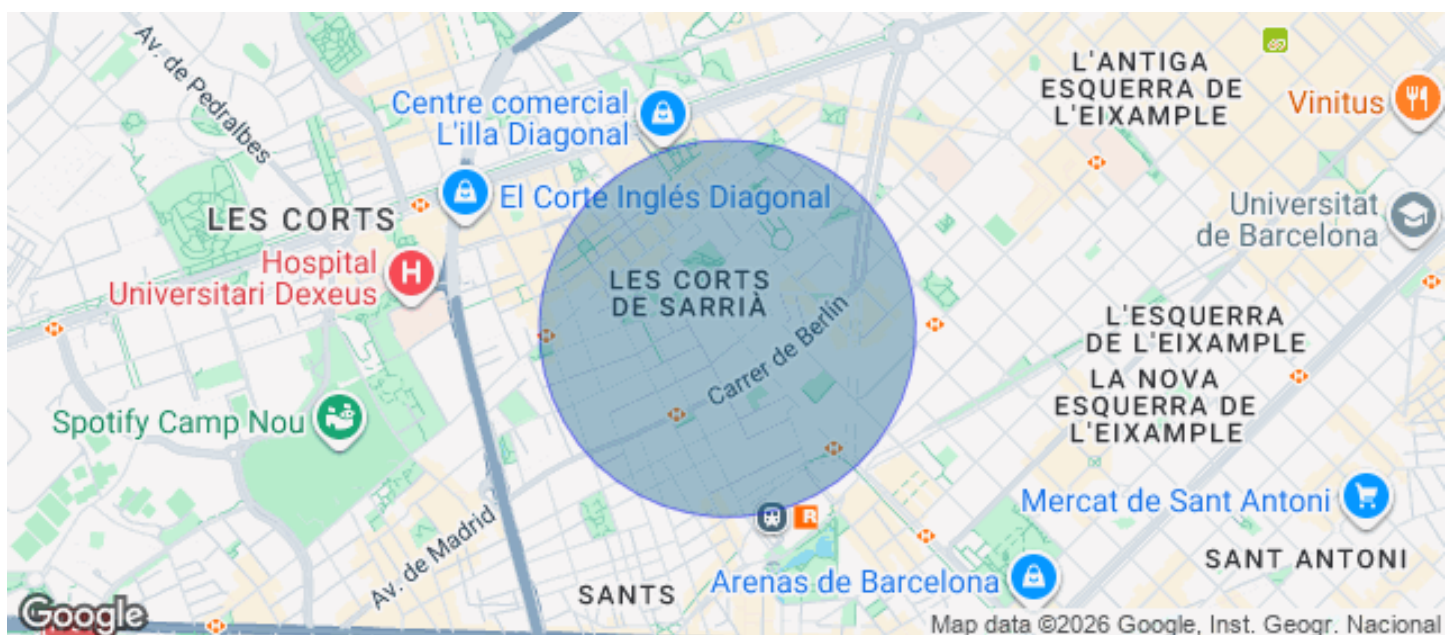 Av. de Pedralbes
Centre comercial
L'illa Diagonal
El Corte Inglés Diagonal
LES CORTS
Hospital
Universitari Dexeus
H
LES CORTS
DE SARRIÀ
Carrer de Berlin
Spotify Camp Nou
Av. de Madrid
SANTS
R
Arenas de Barcelona
L'ANTIGA
ESQUERRA DE
L'EIXAMPLE
Vinitus
Universitat
de Barcelona
L'ESQUERRA
DE L'EIXAMPLE
LA NOVA
ESQUERRA DE
L'EIXAMPLE
Mercat de Sant Antoni
SANT ANTONI
Google
Map data ©2026 Google, Inst. Geogr. Nacional